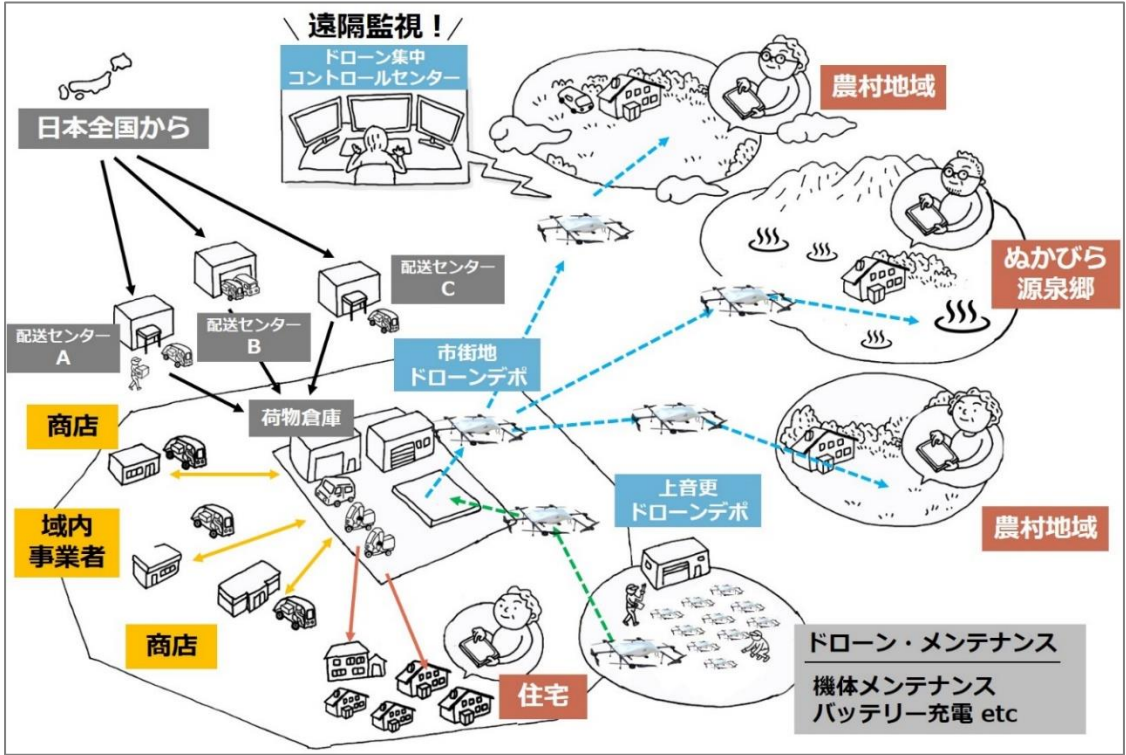 \ 遠隔監視！ /
ドローン集中
コントロールセンター
農村地域
日本全国から
ぬかびら
源泉郷
配送センター
C
配送センター
B
配送センター
A
市街地
ドローンデポ
荷物倉庫
商店
上音更
ドローンデポ
農村地域
域内
事業者
商店
住宅
ドローン・メンテナンス
機体メンテナンス
バッテリー充電 etc